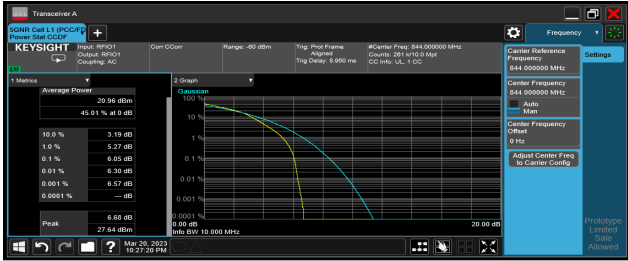 Transceiver A
5GNR Cell L1 (Pcc/FD
Power Stat CCDF
+
Frequency
KEYSIGHT
Input: RFIO1
Output: RFIO1
Coupling: AC
Corr CCorr
Range: -60 dBm
Trig: Prot Frame
Aligned
Trig Delay: 8.950 ms
#Center Freq: 844.000000 MHz
Counts: 261 k/10.0 Mpt
CC Info: UL, 1 CC
Carrier Reference
Frequency
844.000000 MHz
Settings
Center Frequency
844.000000 MHz
Auto
Man
Center Frequency
Offset
0 Hz
Adjust Center Freq
to Carrier Config
1 Metrics
Average Power
20.96 dBm
45.01 % at 0 dB
10.0 % 3.19 dB
1.0 % 5.27 dB
0.1 % 6.05 dB
0.01 % 6.30 dB
0.001 % 6.57 dB
0.0001 % --- dB
Peak
6.68 dB
27.64 dBm
2 Graph
Gaussian
100 %
10 %
1 %
0.1 %
0.01 %
0.001 %
0.0001 %
0.00 dB 20.00 dB
Info BW 10.000 MHz
Prototype
Limited
Sale
Allowed
?
Mar 20, 2023
10:27:20 PM